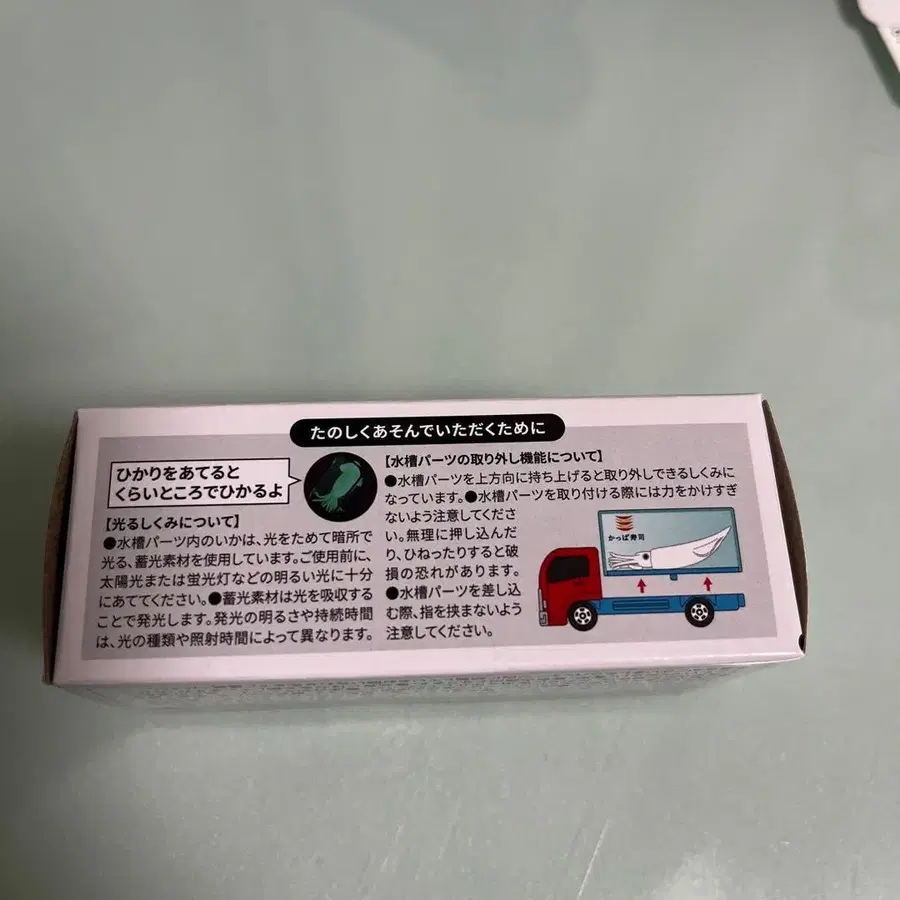 たのしくあそんでいただくために
ひかりをあてると
くらいところでひかるよ
【光るしくみについて】
●水槽パーツ内のいかは、光をためて暗所で
光る、蓄光素材を使用しています。ご使用前に、
太陽光または蛍光灯などの明るい光に十分
にあててください。●蓄光素材は光を吸収する
ことで発光します。発光の明るさや持続時間
は、光の種類や照射時間によって異なります。
【水槽パーツの取り外し機能について】
●水槽パーツを上方向に持ち上げると取り外しできるしくみに
なっています。●水槽パーツを取り付ける際には力をかけすぎ
ないよう注意してくださ
い。無理に押し込んだ
り、ひねったりすると破
損の恐れがあります。
●水槽パーツを差し込
む際、指を挟まないよう
注意してください。
かっぱ寿司